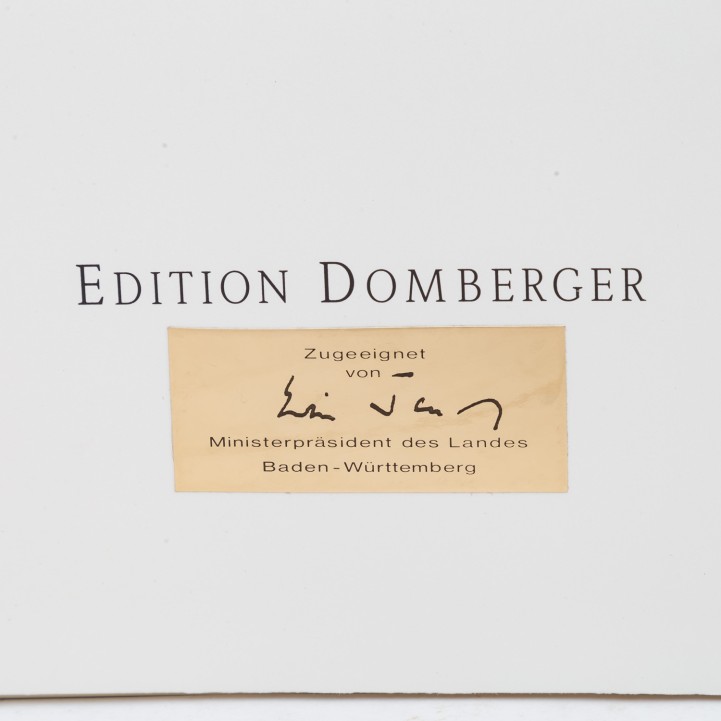 EDITION DOMBERGER
Zugeeignet
von
Ministerpräsident des Landes
Baden-Württemberg